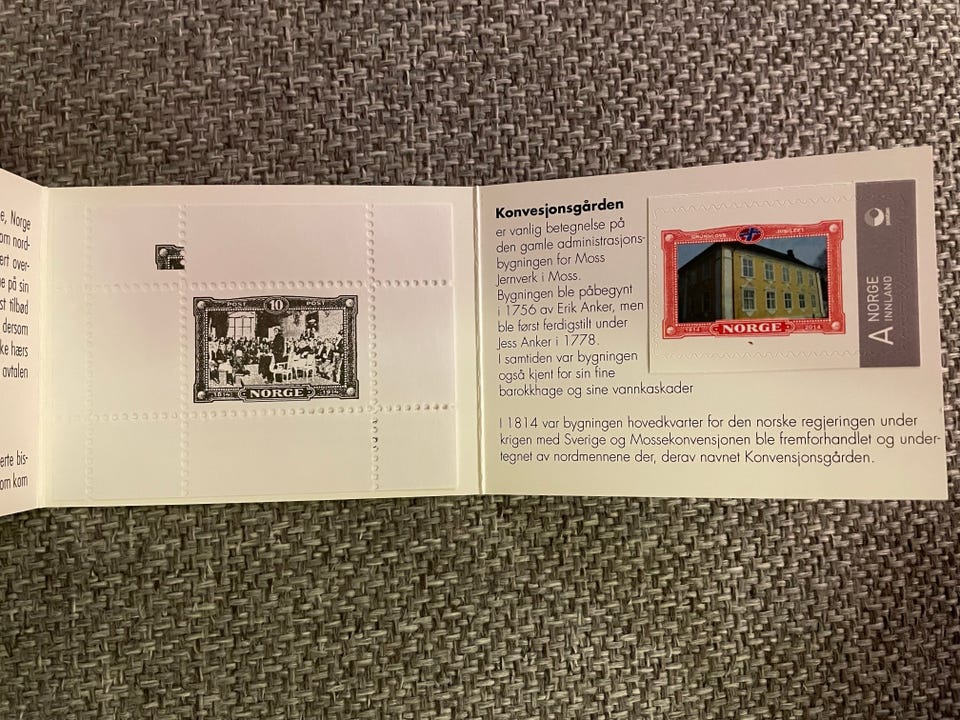 e, Norge
om nord-
ert over-
e på sin
st tilbød
dersom
ke hærs
avtalen
erte bis-
om kom
POST 10 POST
NORGE
1814 1914
Konvesjonsgården
er vanlig betegnelse på
den gamle administrasjons-
bygningen for Moss
Jernverk i Moss.
Bygningen ble påbegynt
i 1756 av Erik Anker, men
ble først ferdigstilt under
Jess Anker i 1778.
I samtiden var bygningen
også kjent for sin fine
barokkhage og sine vannkaskader
I 1814 var bygningen hovedkvarter for den norske regjeringen under
krigen med Sverige og Mossekonvensjonen ble fremforhandlet og under-
tegnet av nordmennene der, derav navnet Konvensjonsgården.
GRUNNLOVS JUBILEET
1814 NORGE 2014
A NORGE
INNLAND